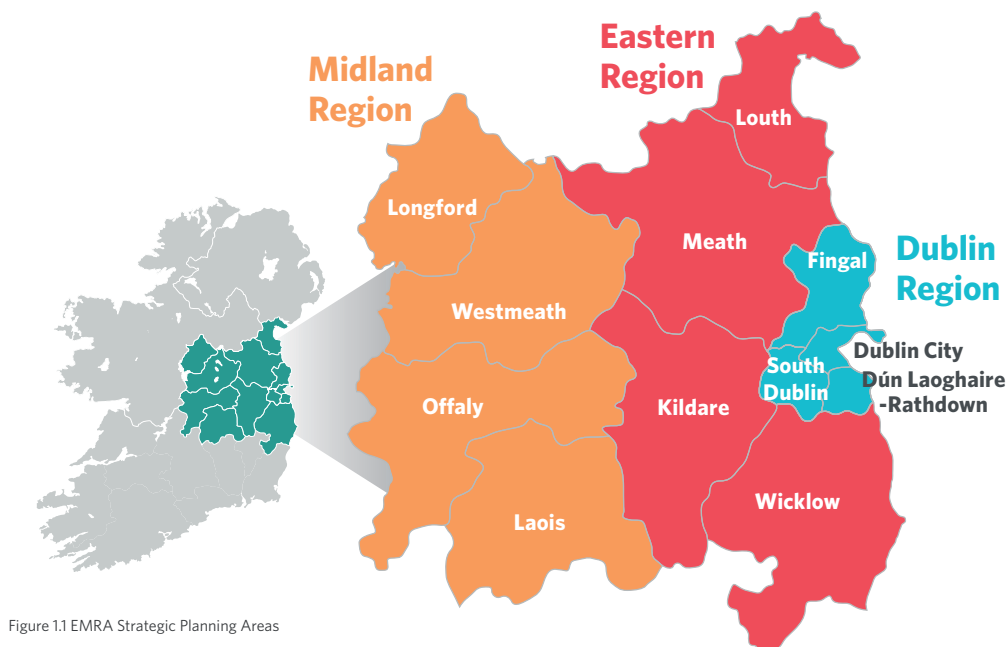 Midland
Region
Eastern
Region
Louth
Longford
Meath
Fingal
Dublin
Region
Westmeath
Dublin City
South
Dublin
Dún Laoghaire
-Rathdown
Offaly
Kildare
Wicklow
Laois
Figure 1.1 EMRA Strategic Planning Areas